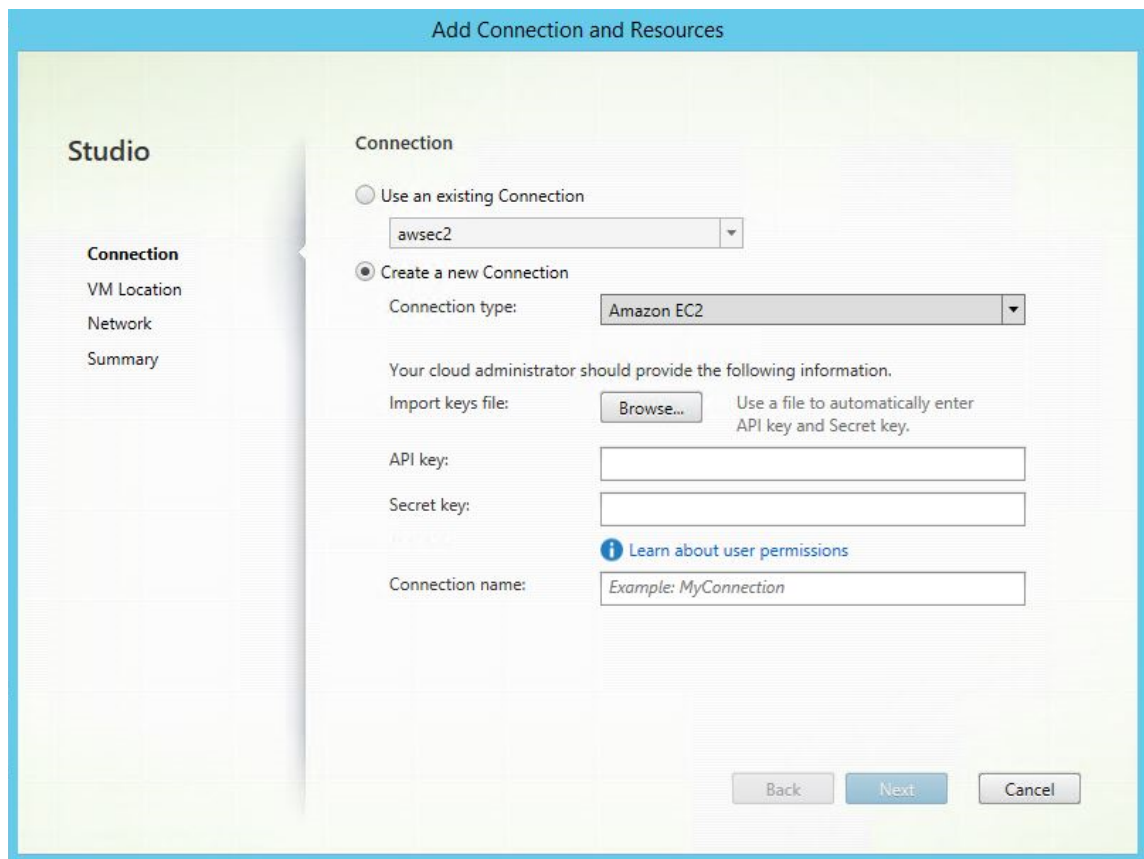 Add Connection and Resources
Studio
Connection
VM Location
Network
Summary
Connection
Use an existing Connection
awsec2
Create a new Connection
Connection type:
Amazon EC2
Your cloud administrator should provide the following information.
Import keys file:
Browse...
Use a file to automatically enter
API key and Secret key.
API key:
Secret key:
Learn about user permissions
Connection name:
Example: MyConnection
Back
Next
Cancel